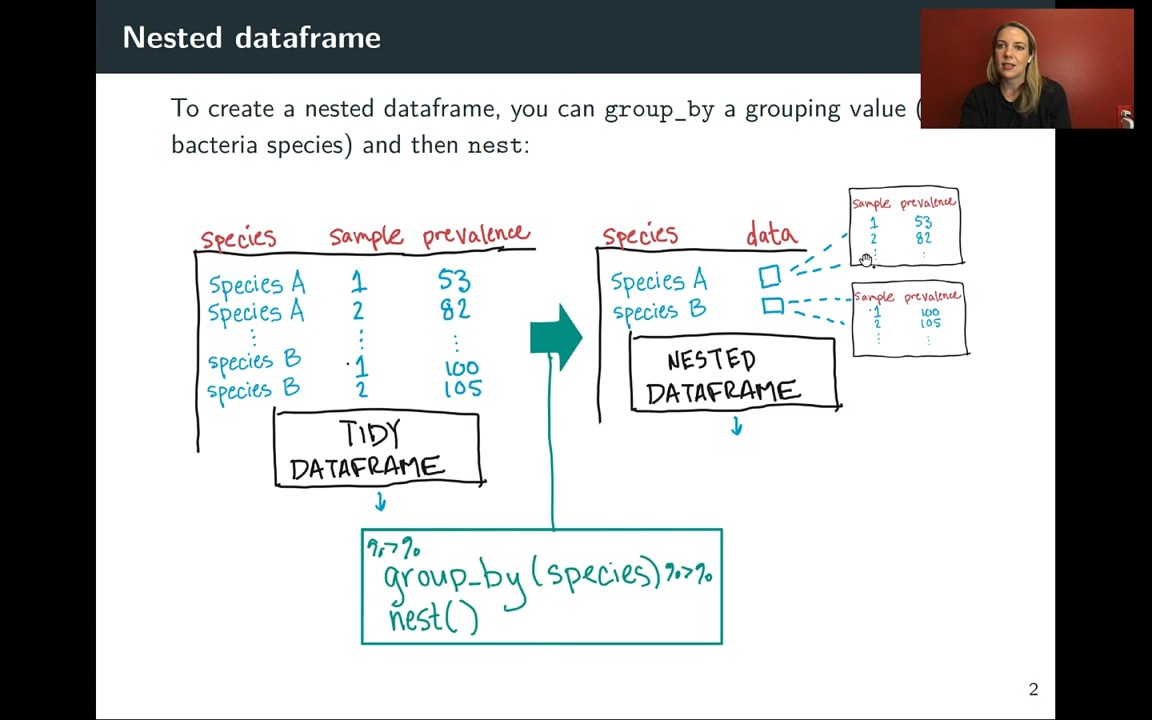 Nested dataframe
To create a nested dataframe, you can group_by a grouping value (
bacteria species) and then nest:
species sample prevalence
Species A 1 53
Species A 2 82
⋮ ⋮ ⋮
species B 1 100
species B 2 105
TIDY
DATAFRAME
species data
Species A
species B
NESTED
DATAFRAME
sample prevalence
1 53
2 82
⋮ ⋮
sample prevalence
1 100
2 105
⋮ ⋮
%>%
group_by(species)%>%
nest()
2